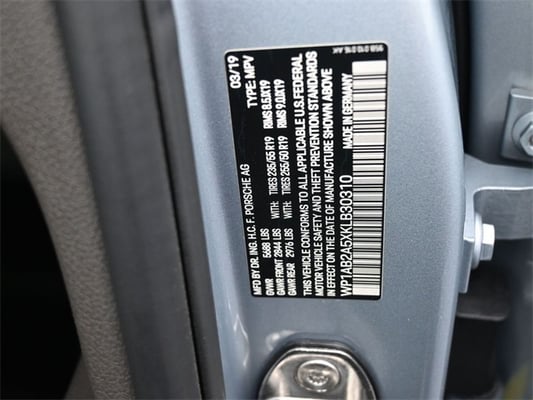 MFD BY DR. ING. H.C. F. PORSCHE AG 03/19
GVWR 5688 LBS TYPE: MPV
GAWR FRONT 2844 LBS WITH: TIRES 235/55 R19 RIMS 8.5JX19
GAWR REAR 2976 LBS WITH: TIRES 255/50 R19 RIMS 9.0JX19
THIS VEHICLE CONFORMS TO ALL APPLICABLE U.S. FEDERAL
MOTOR VEHICLE SAFETY AND THEFT PREVENTION STANDARDS
IN EFFECT ON THE DATE OF MANUFACTURE SHOWN ABOVE
WP1AB2A5XKLB30310 MADE IN GERMANY